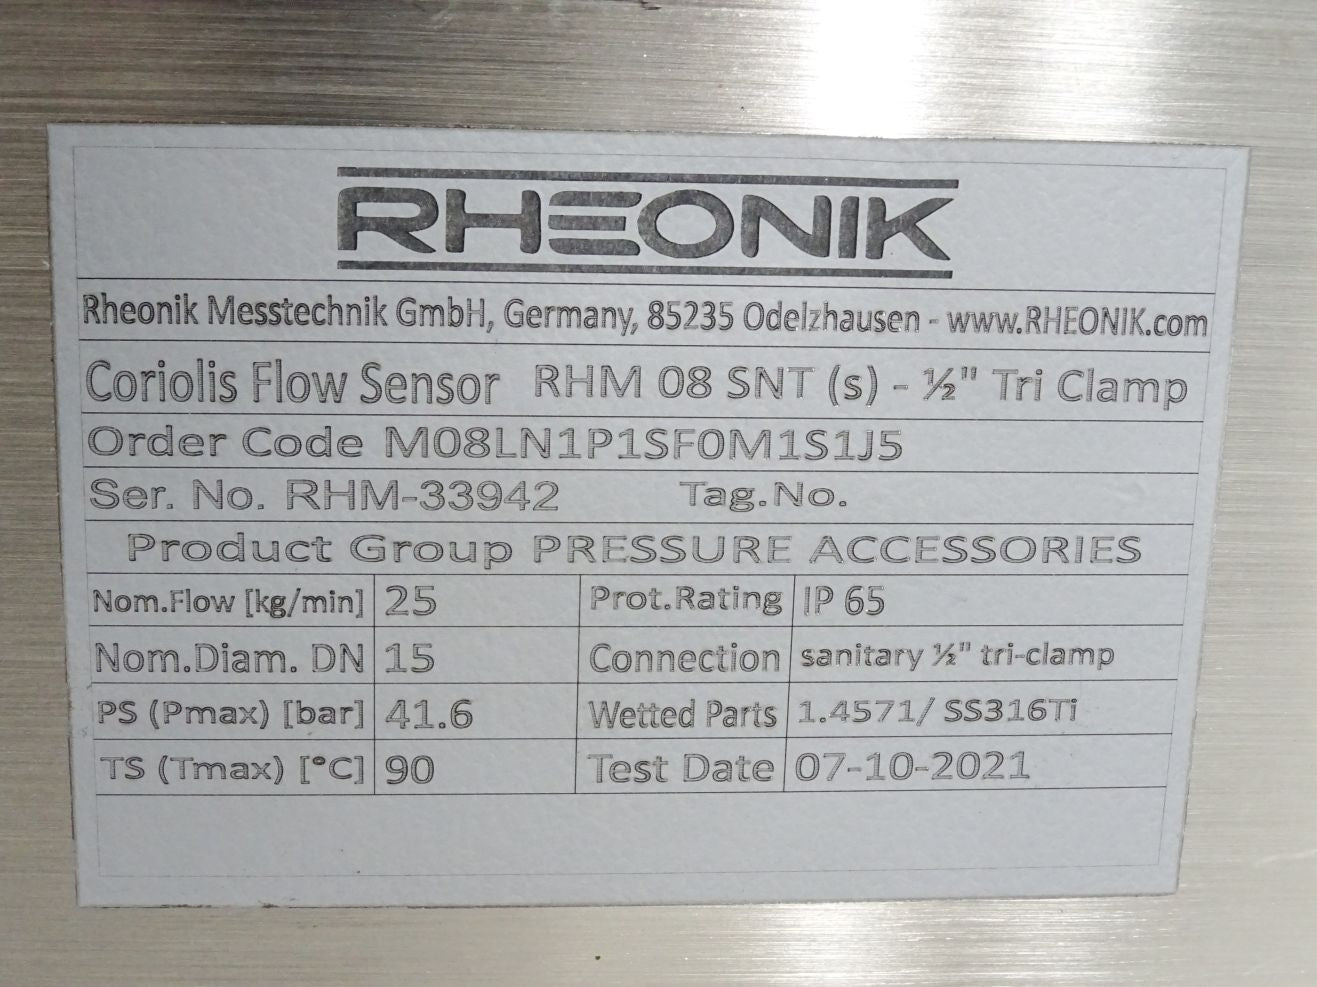 RHEONIK
Rheonik Messtechnik GmbH, Germany, 85235 Odelzhausen - www.RHEONIK.com
Coriolis Flow Sensor RHM 08 SNT (s) - ½" Tri Clamp
Order Code M08LN1P1SF0M1S1J5
Ser. No. RHM-33942 Tag.No.
Product Group PRESSURE ACCESSORIES
Nom.Flow [kg/min] 25 Prot.Rating IP 65
Nom.Diam. DN 15 Connection sanitary ½" tri-clamp
PS (Pmax) [bar] 41.6 Wetted Parts 1.4571/ SS316Ti
TS (Tmax) [°C] 90 Test Date 07-10-2021